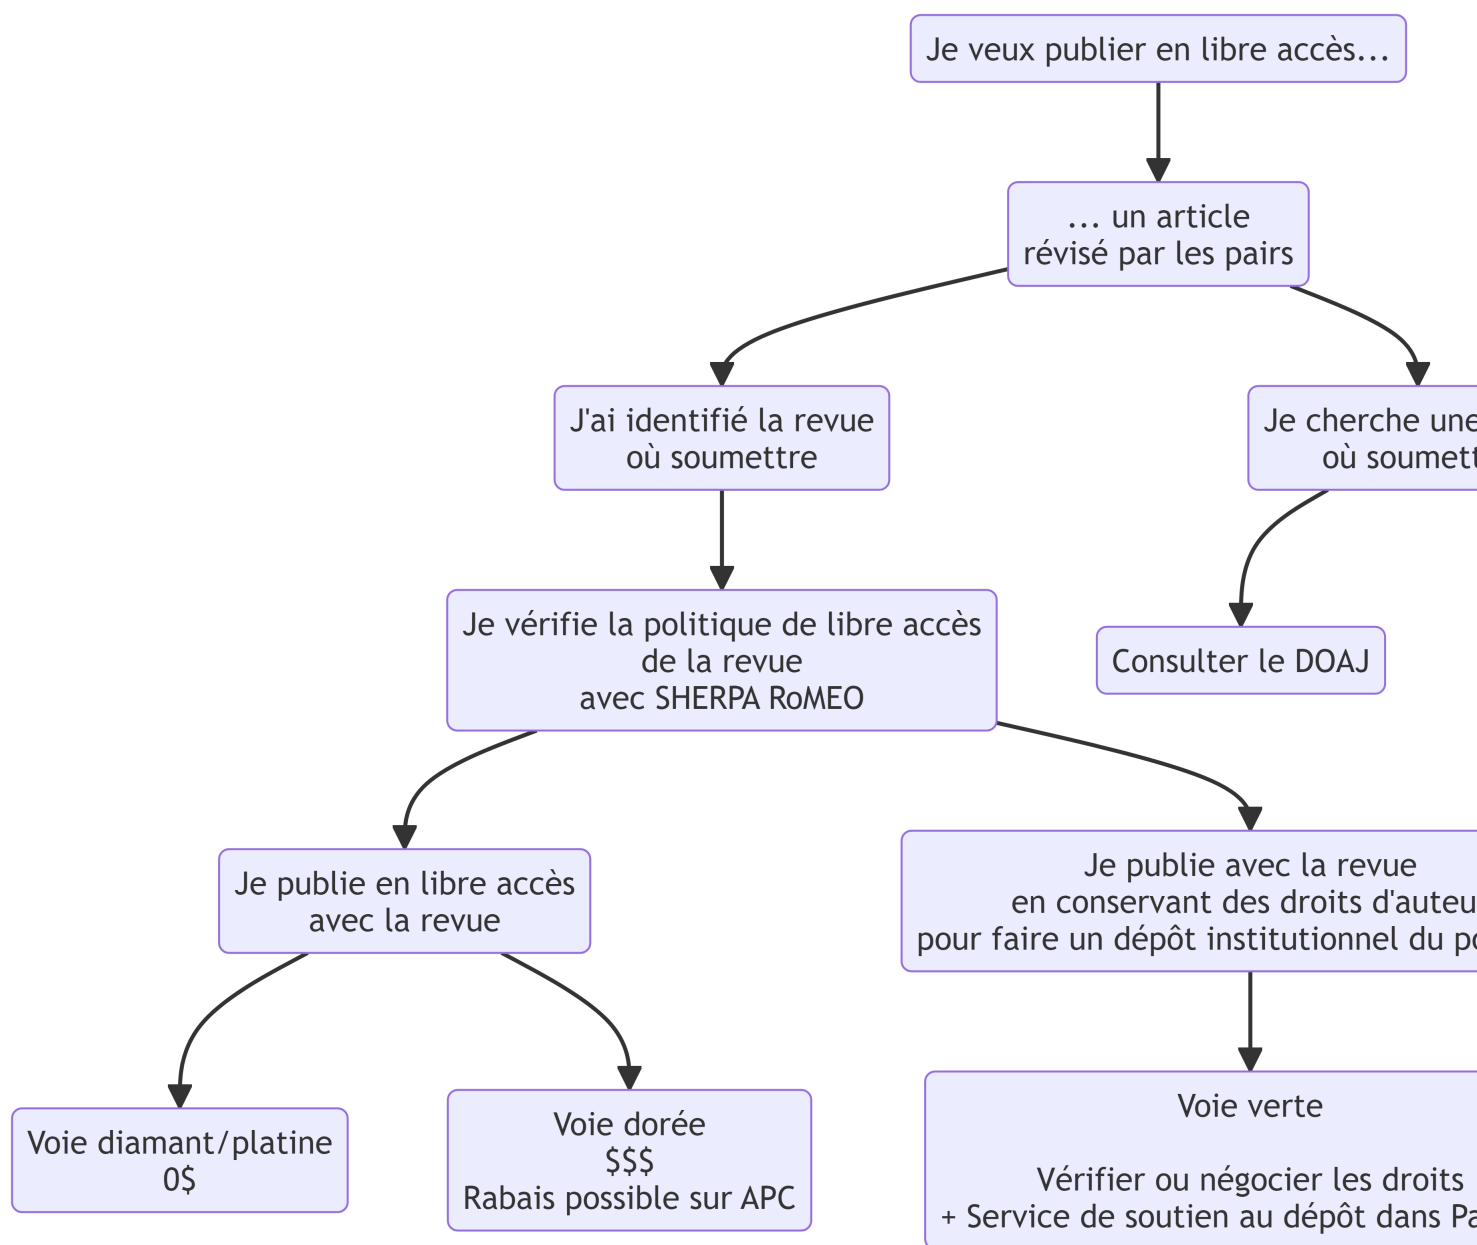 Je veux publier en libre accès...
... un article
révisé par les pairs
J'ai identifié la revue
où soumettre
Je cherche une
où
Je vérifie la politique de libre accès
de la revue
avec SHERPA RoMEO
Consulter le DOAJ
Je publie en libre accès
avec la revue
Je publie avec la revue
en conservant des droits
pour faire un dépôt institutionnel du
Voie diamant/platine
0$
Voie dorée
$$$
Rabais possible sur APC
Voie verte
Vérifier ou négocier les droits
+ Service de soutien au dépôt dans